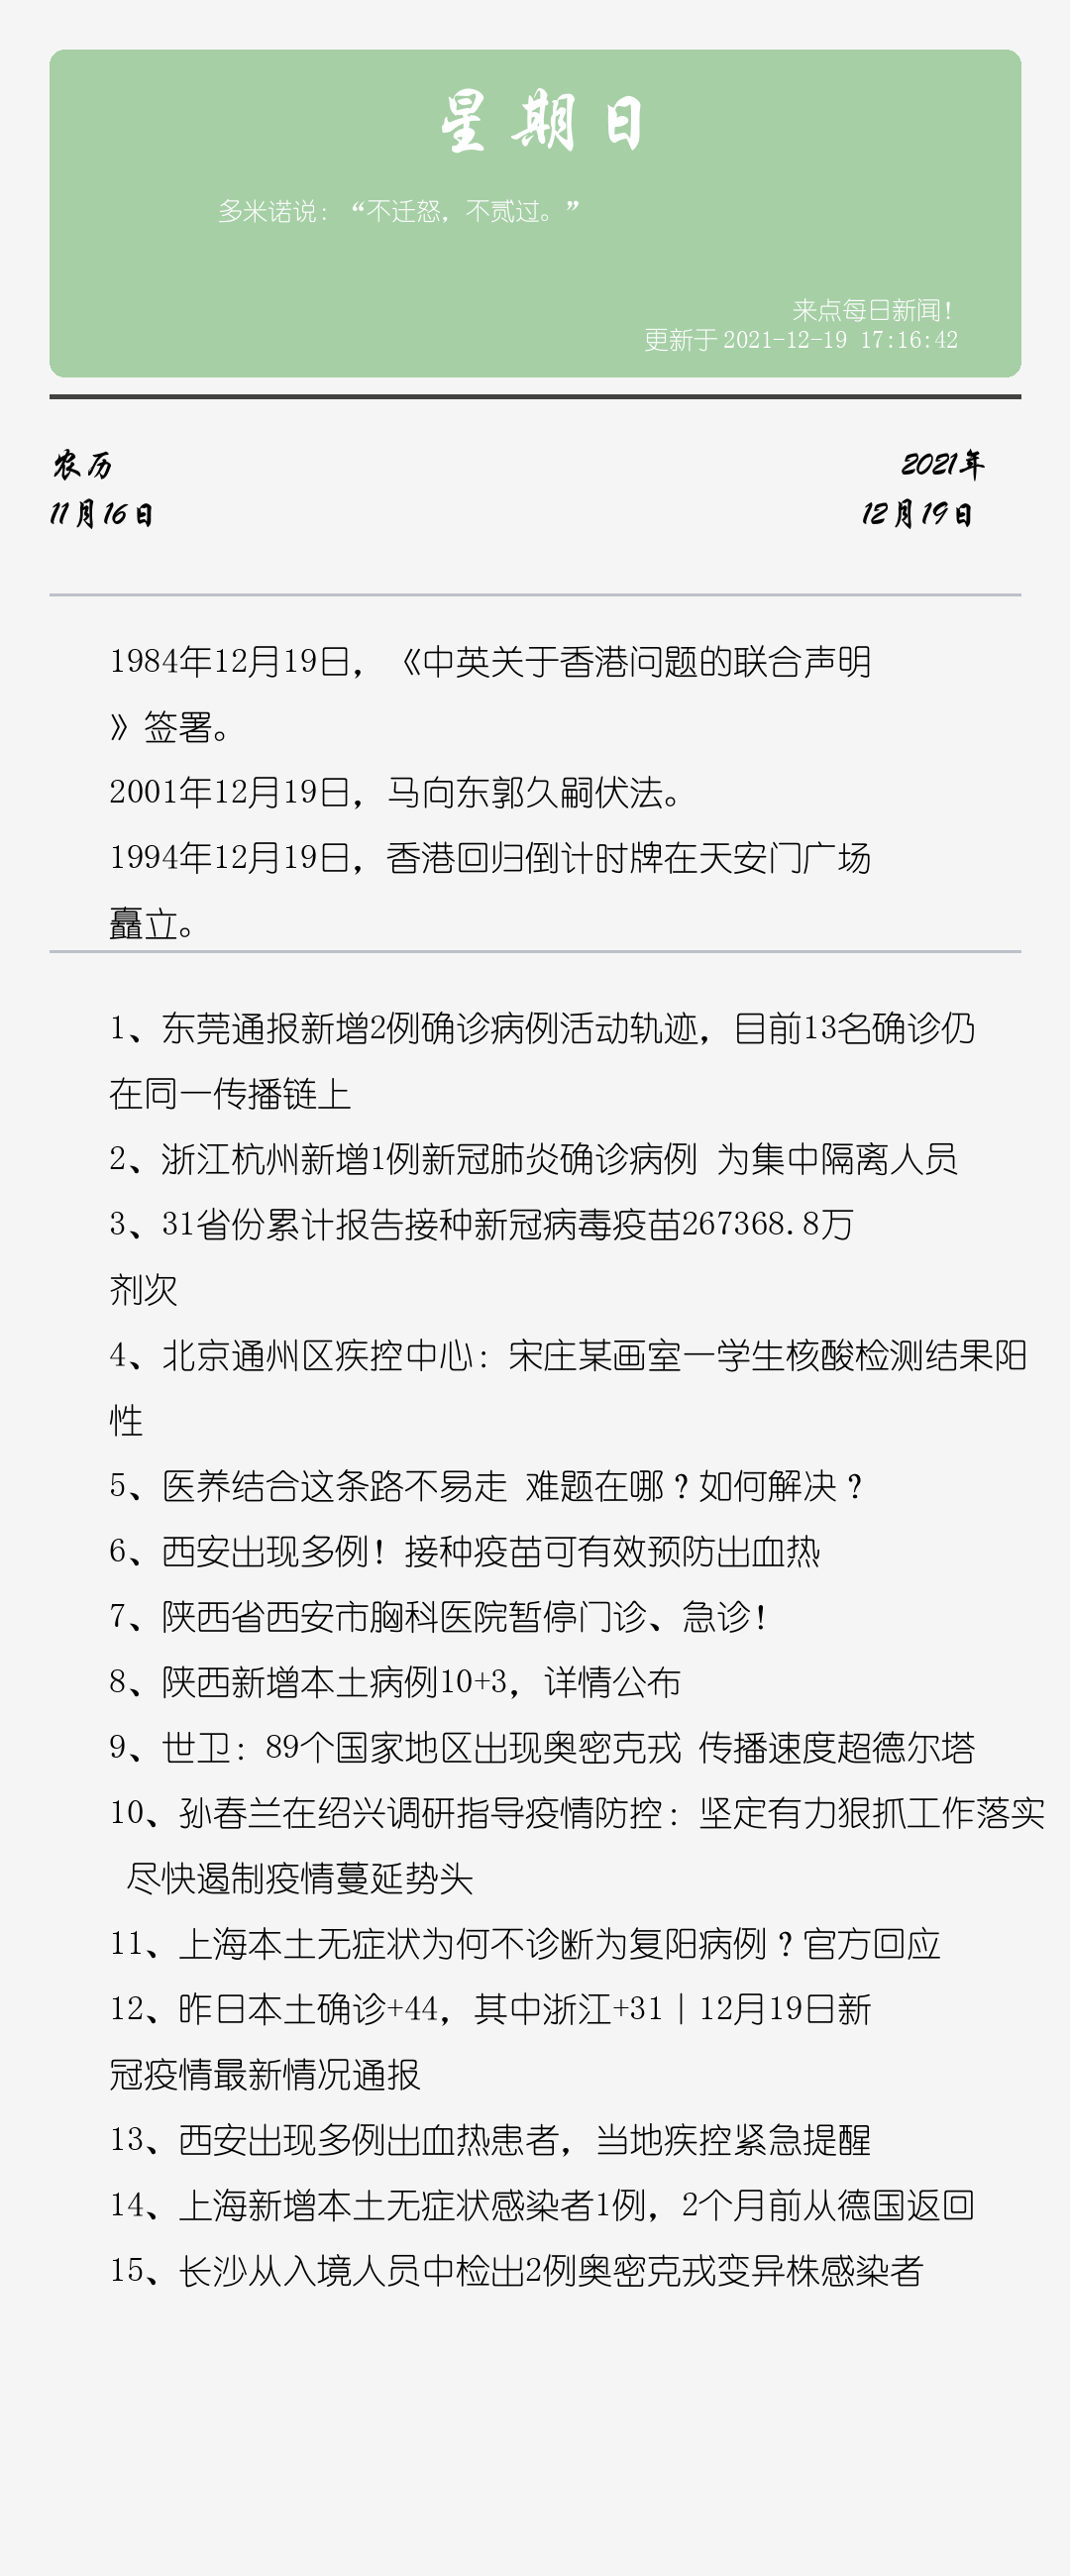 星期日
多米诺说：“不迁怒，不贰过。”
来点每日新闻！
更新于 2021-12-19 17:16:42
农历
2021年
11月16日
12月19日
1984年12月19日，《中英关于香港问题的联合声明
》签署。
2001年12月19日，马向东郭久嗣伏法。
1994年12月19日，香港回归倒计时牌在天安门广场
矗立。
1、东莞通报新增2例确诊病例活动轨迹，目前13名确诊仍
在同一传播链上
2、浙江杭州新增1例新冠肺炎确诊病例 为集中隔离人员
3、31省份累计报告接种新冠病毒疫苗267368.8万
剂次
4、北京通州区疾控中心：宋庄某画室一学生核酸检测结果阳
性
5、医养结合这条路不易走 难题在哪？如何解决？
6、西安出现多例！接种疫苗可有效预防出血热
7、陕西省西安市胸科医院暂停门诊、急诊！
8、陕西新增本土病例10+3，详情公布
9、世卫：89个国家地区出现奥密克戎 传播速度超德尔塔
10、孙春兰在绍兴调研指导疫情防控：坚定有力狠抓工作落实
尽快遏制疫情蔓延势头
11、上海本土无症状为何不诊断为复阳病例？官方回应
12、昨日本土确诊+44，其中浙江+31丨12月19日新
冠疫情最新情况通报
13、西安出现多例出血热患者，当地疾控紧急提醒
14、上海新增本土无症状感染者1例，2个月前从德国返回
15、长沙从入境人员中检出2例奥密克戎变异株感染者